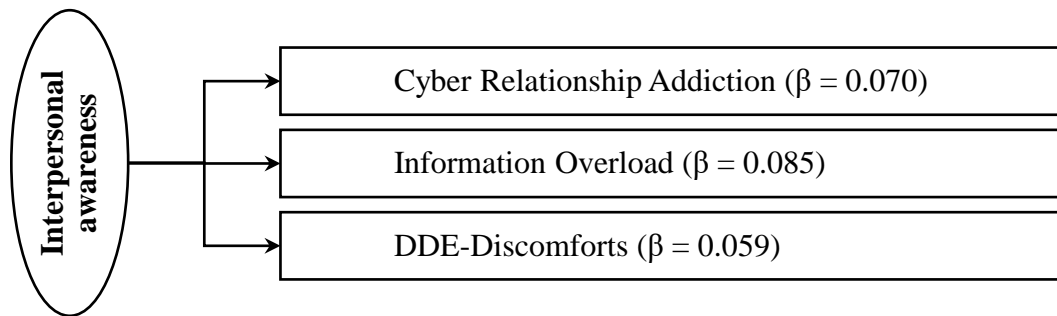 Interpersonal
awareness
Cyber Relationship Addiction (β = 0.070)
Information Overload (β = 0.085)
DDE-Discomforts (β = 0.059)